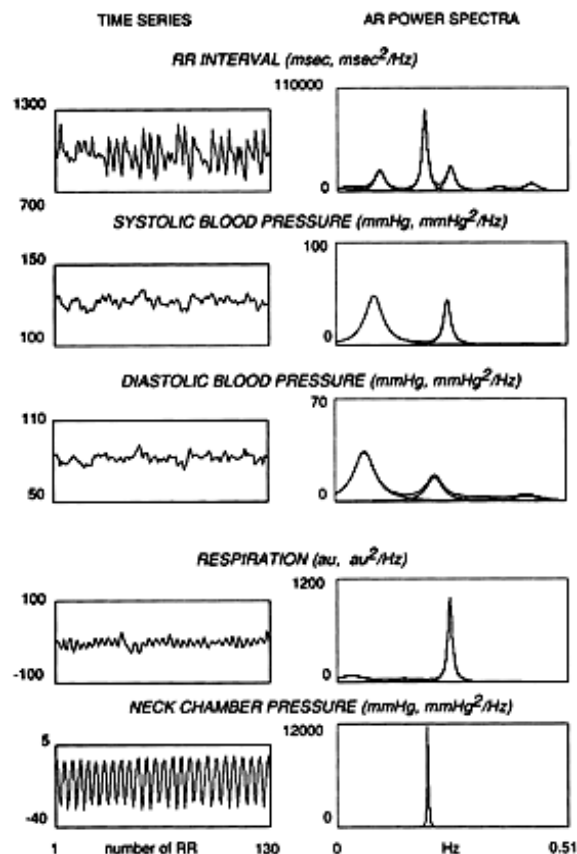 TIME SERIES AR POWER SPECTRA
RR INTERVAL (msec, msec²/Hz)
1300 110000
700 0
SYSTOLIC BLOOD PRESSURE (mmHg, mmHg²/Hz)
150 100
100 0
DIASTOLIC BLOOD PRESSURE (mmHg, mmHg²/Hz)
110 70
50 0
RESPIRATION (au, au²/Hz)
100 1200
-100 0
NECK CHAMBER PRESSURE (mmHg, mmHg²/Hz)
5 12000
-40 0
1 number of RR 130 0 Hz 0.51